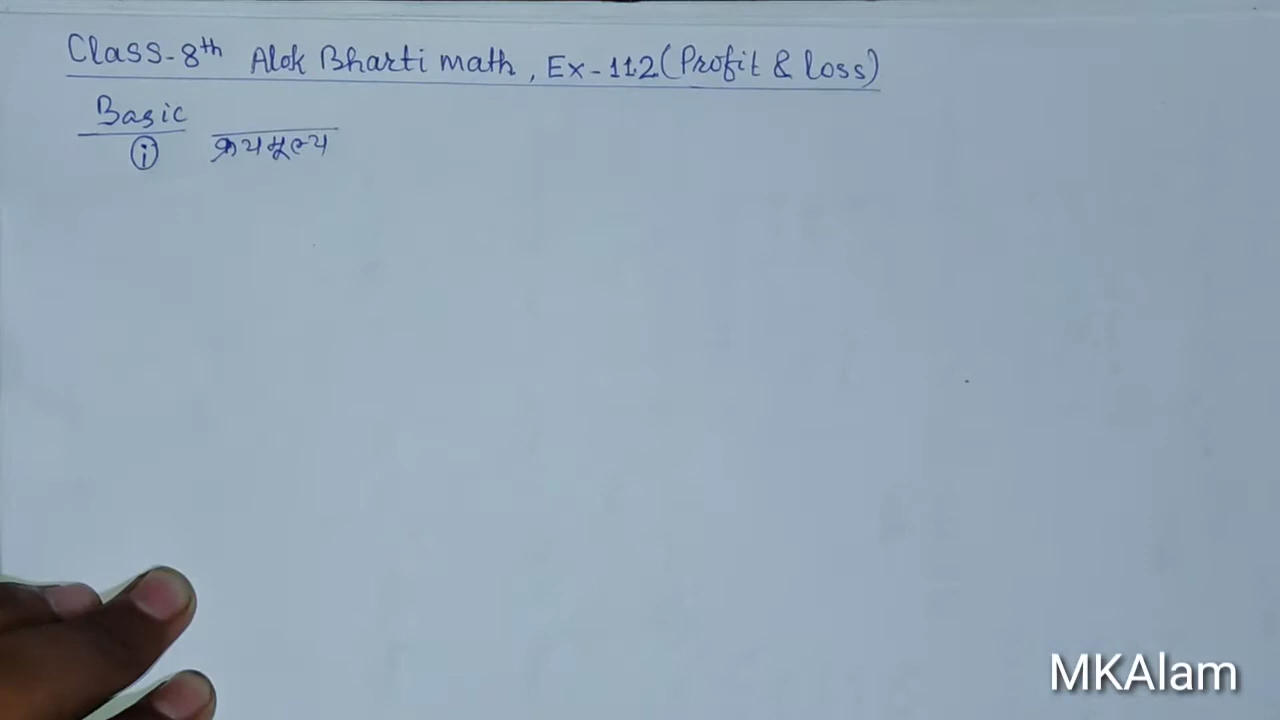 Class-8th Alok Bharti math, Ex-11.2 (Profit & Loss)
Basic
(i) क्रयमूल्य
MKAlam